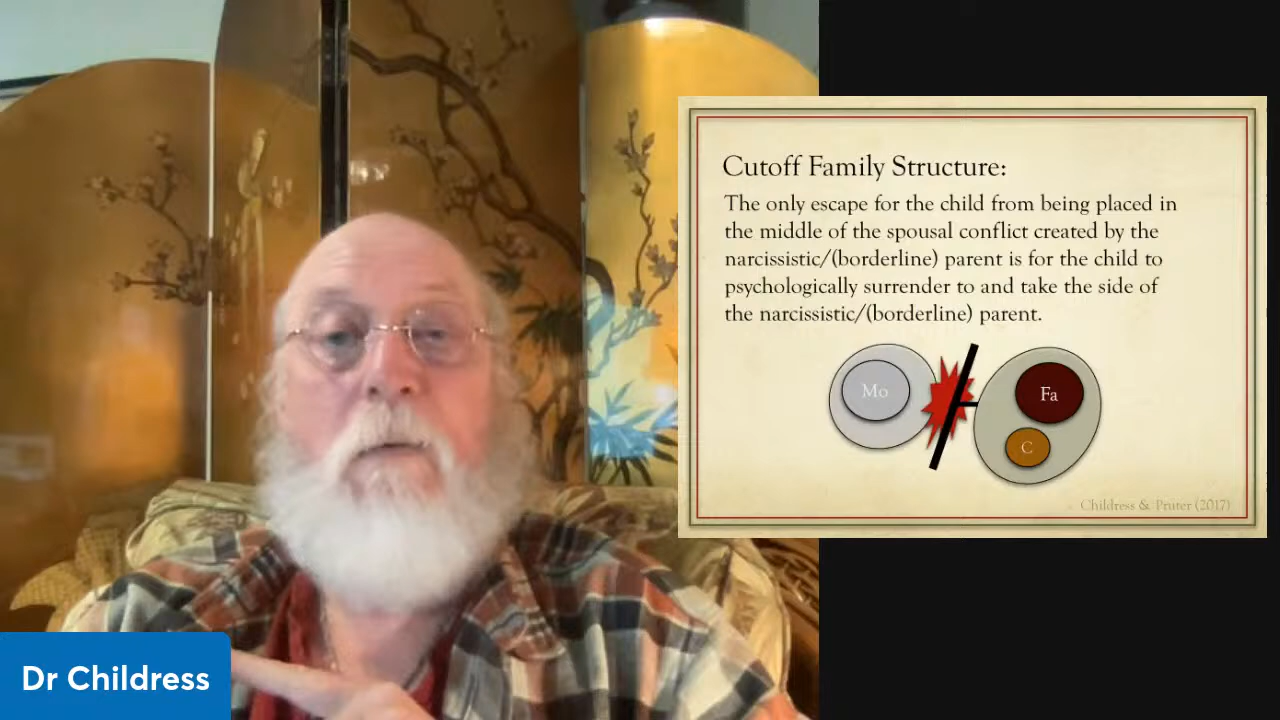 Cutoff Family Structure:
The only escape for the child from being placed in
the middle of the spousal conflict created by the
narcissistic/(borderline) parent is for the child to
psychologically surrender to and take the side of
the narcissistic/(borderline) parent.
Mo
Fa
C
Childress & Pruter (2017)
Dr Childress